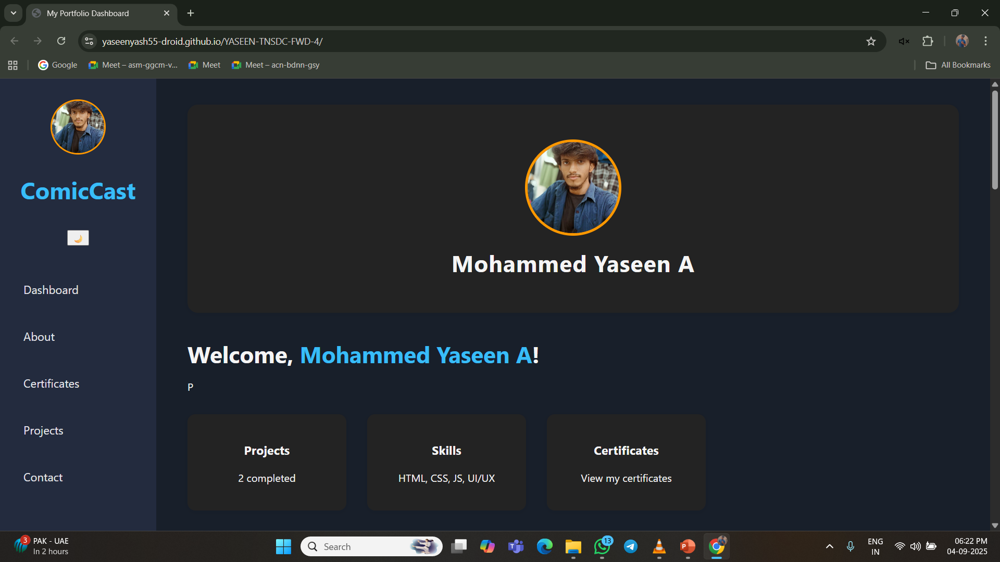 My Portfolio Dashboard
yaseenyash55-droid.github.io/YASEEN-TNSDC-FWD-4/
Google
Meet – asm-ggcm-v...
Meet
Meet – acn-bdnn-gsy
All Bookmarks
ComicCast
Dashboard
About
Certificates
Projects
Contact
Mohammed Yaseen A
Welcome, Mohammed Yaseen A!
P
Projects
2 completed
Skills
HTML, CSS, JS, UI/UX
Certificates
View my certificates
3
PAK - UAE
In 2 hours
Search
13
ENG
IN
06:22 PM
04-09-2025